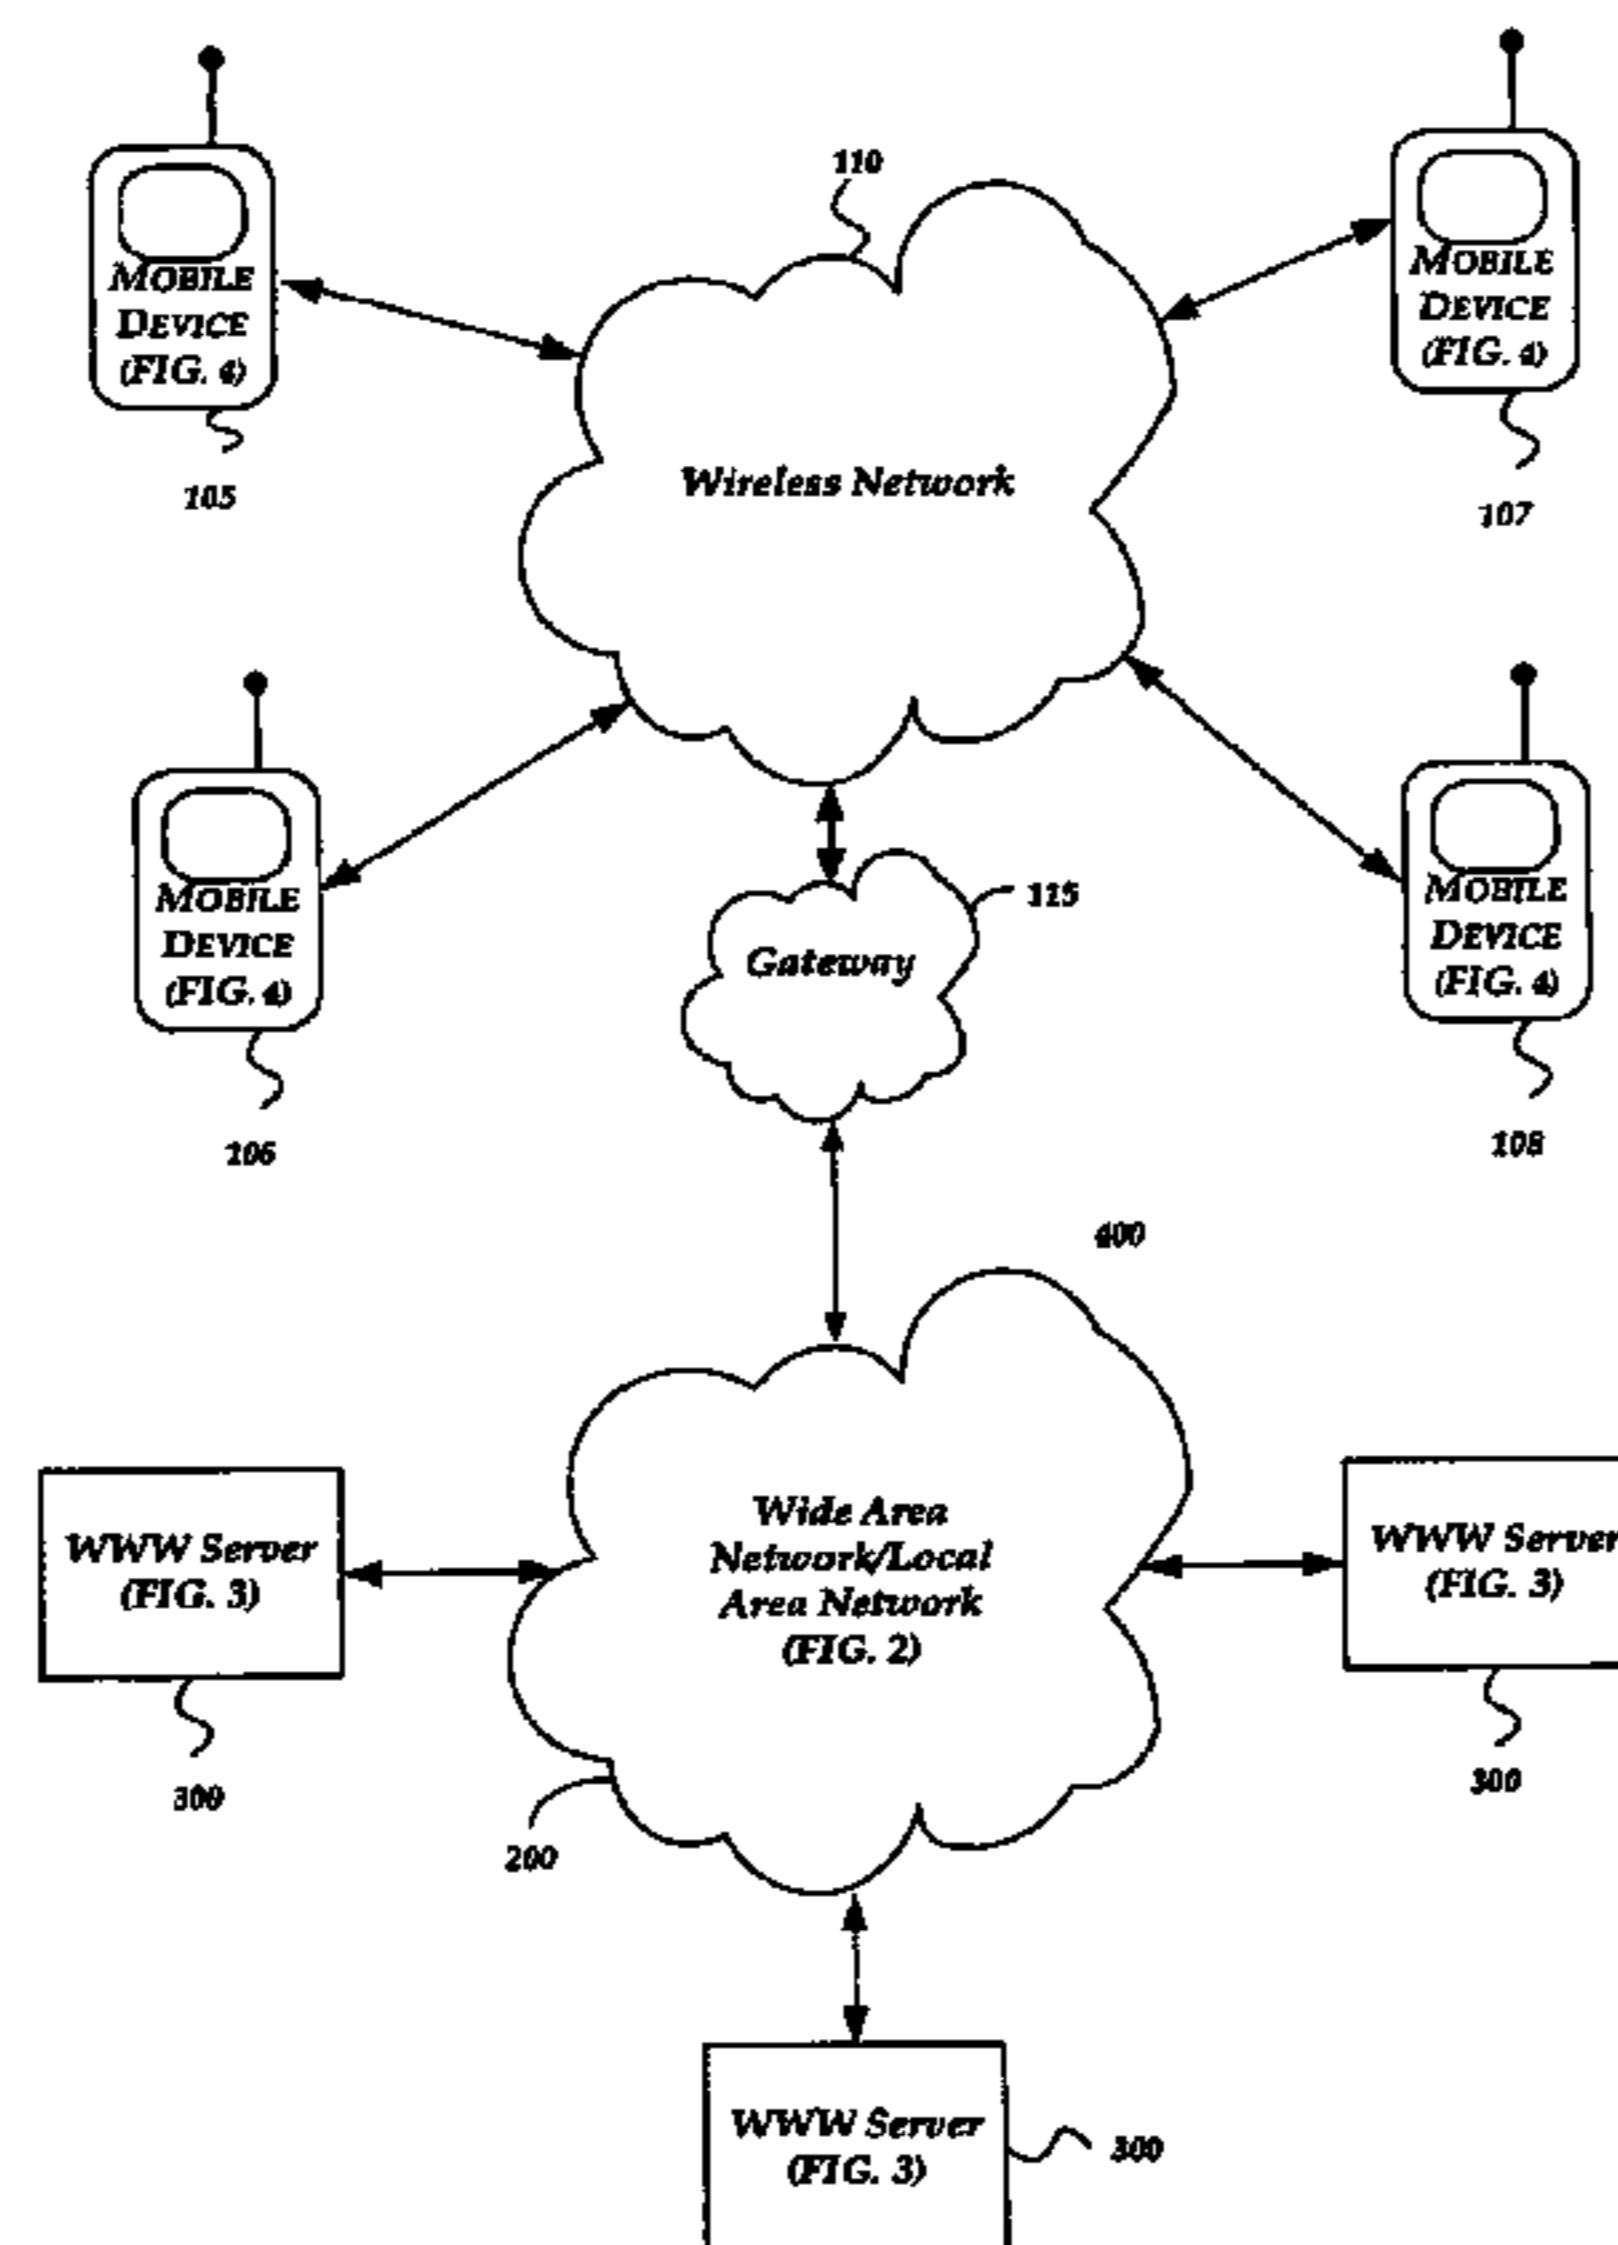 110
MOBILE
DEVICE
(FIG. 4)
105
MOBILE
DEVICE
(FIG. 4)
107
Wireless Network
MOBILE
DEVICE
(FIG. 4)
106
115
Gateway
MOBILE
DEVICE
(FIG. 4)
108
400
Wide Area
Network/Local
Area Network
(FIG. 2)
200
WWW Server
(FIG. 3)
300
WWW Server
(FIG. 3)
300
WWW Server
(FIG. 3)
300